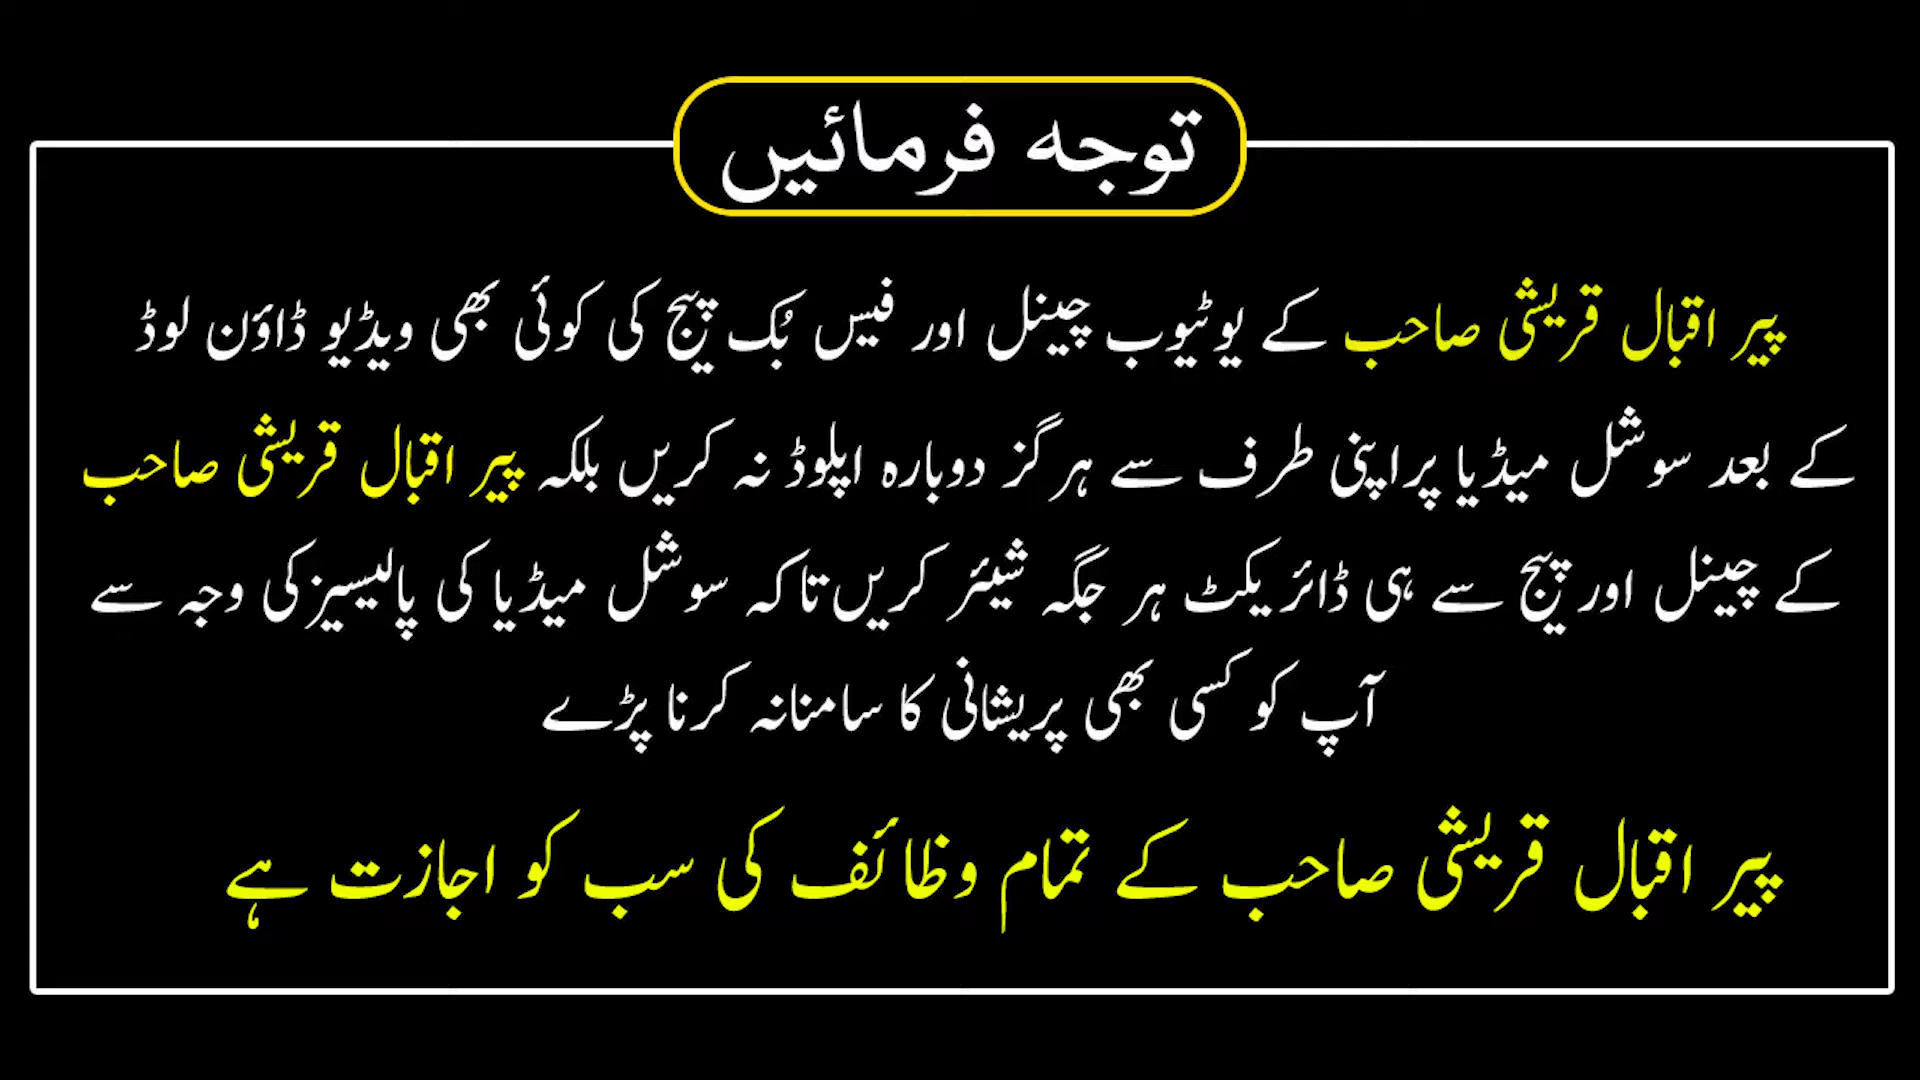 توجہ فرمائیں
پیر اقبال قریشی صاحب کے یوٹیوب چینل اور فیس بُک پیج کی کوئی بھی ویڈیو ڈاؤن لوڈ
کے بعد سوشل میڈیا پر اپنی طرف سے ہرگز دوبارہ اپلوڈ نہ کریں بلکہ پیر اقبال قریشی صاحب
کے چینل اور پیج سے ہی ڈائریکٹ ہر جگہ شیئر کریں تاکہ سوشل میڈیا کی پالیسیز کی وجہ سے
آپ کو کسی بھی پریشانی کا سامنا نہ کرنا پڑے
پیر اقبال قریشی صاحب کے تمام وظائف کی سب کو اجازت ہے